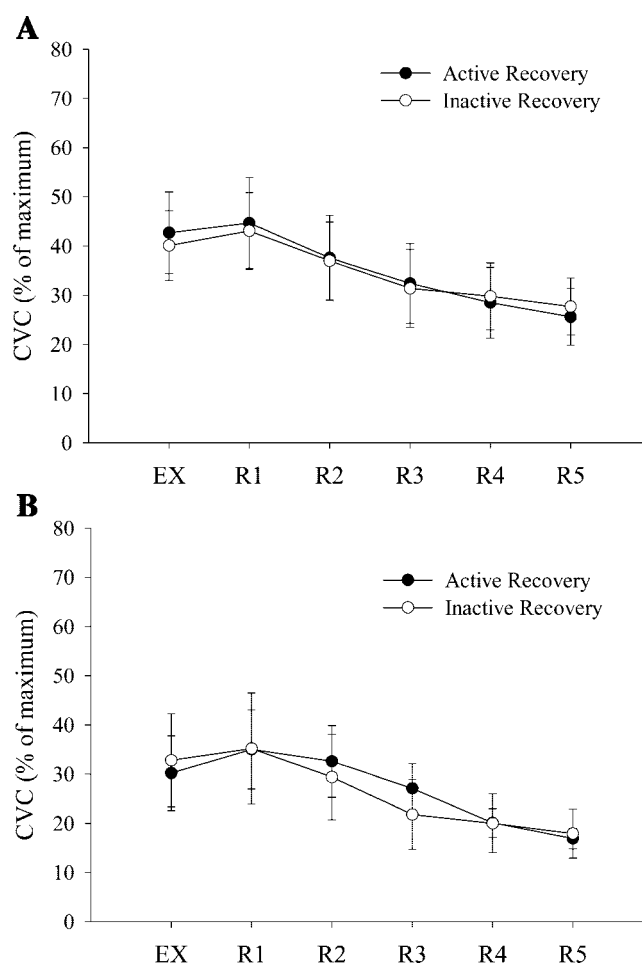 A
80
70
60
50
40
30
20
10
0
CVC (% of maximum)
Active Recovery
Inactive Recovery
EX R1 R2 R3 R4 R5
B
80
70
60
50
40
30
20
10
0
CVC (% of maximum)
Active Recovery
Inactive Recovery
EX R1 R2 R3 R4 R5